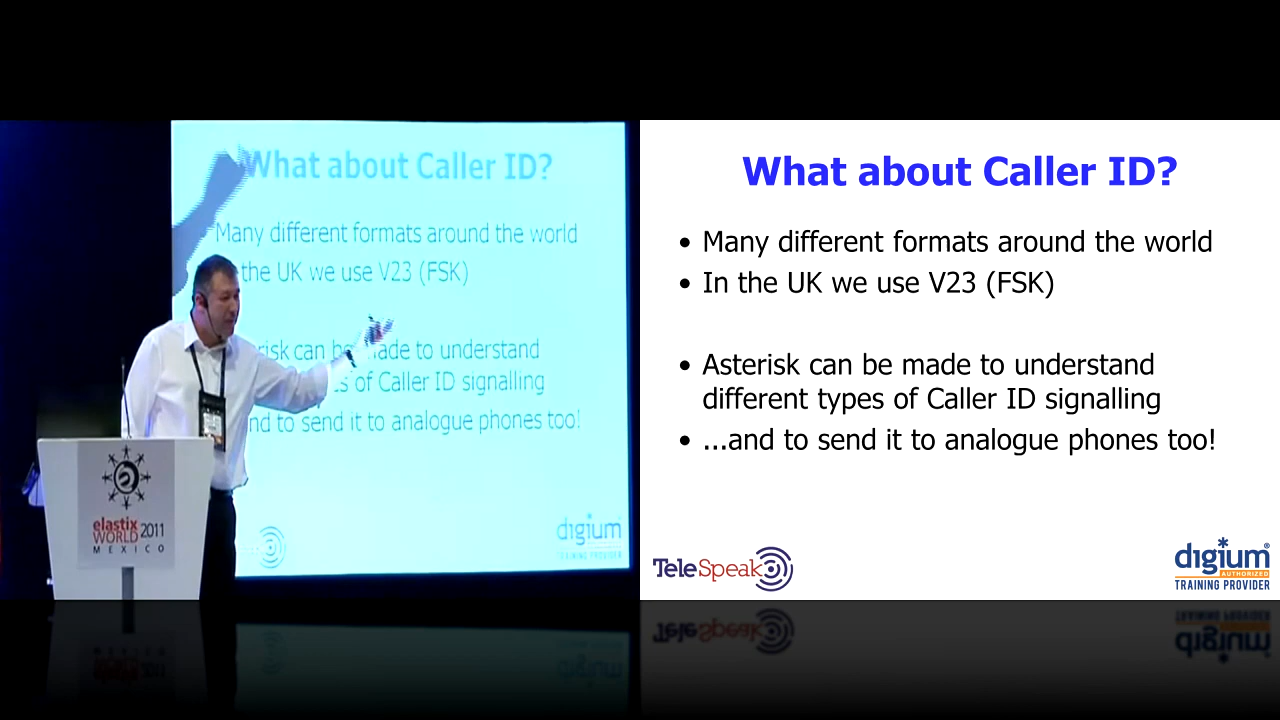 What about Caller ID?
Many different formats around the world
the UK we use V23 (FSK)
risk can be made to understand
of Caller ID signalling
nd to send it to analogue phones too!
digium
TRAINING PROVIDER
elastix
WORLD 2011
MEXICO
What about Caller ID?
• Many different formats around the world
• In the UK we use V23 (FSK)
• Asterisk can be made to understand
different types of Caller ID signalling
• ...and to send it to analogue phones too!
TeleSpeak
digium®
AUTHORIZED
TRAINING PROVIDER